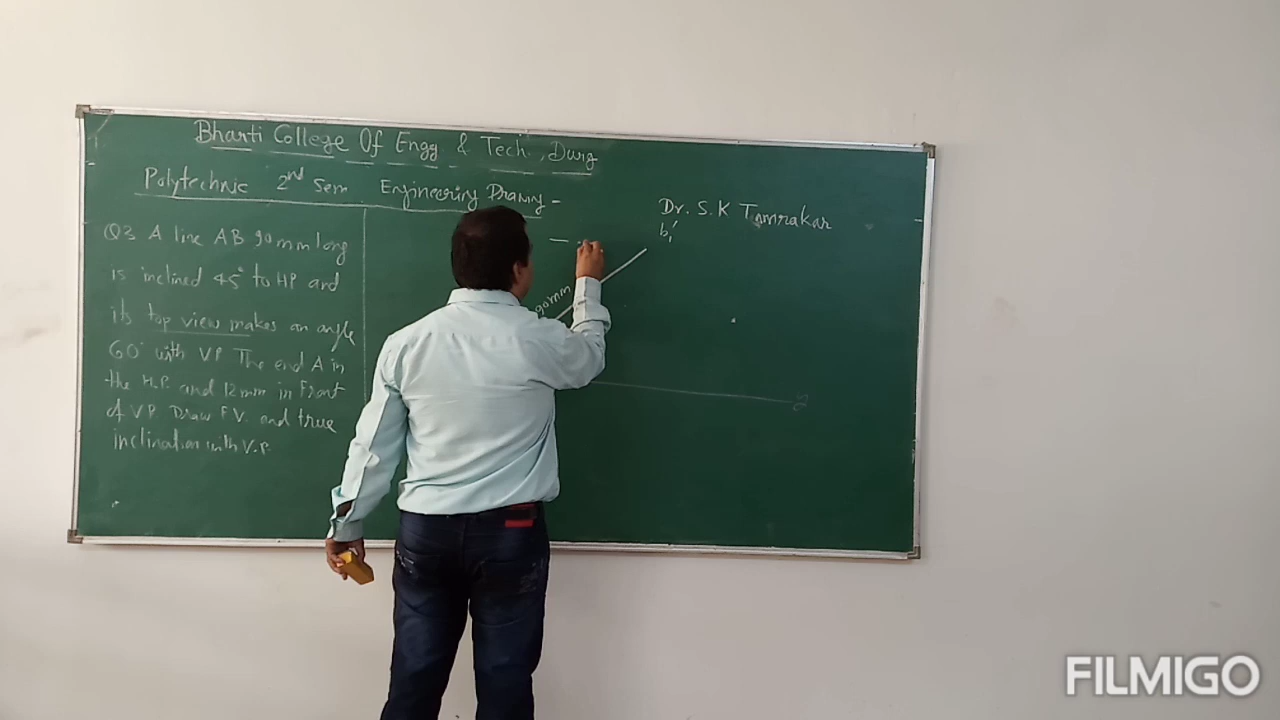 Bharti College Of Engg & Tech., Durg
Polytechnic 2nd Sem Engineering Drawing -
Dr. S. K Tamrakar
Q3 A line AB 90mm long
is inclined 45° to HP and
its top view makes an angle
60° with VP The end A in
the H.P. and 12mm in front
of V.P. Draw F.V. and true
inclination with V.P.
b₁'
90mm
FILMIGO